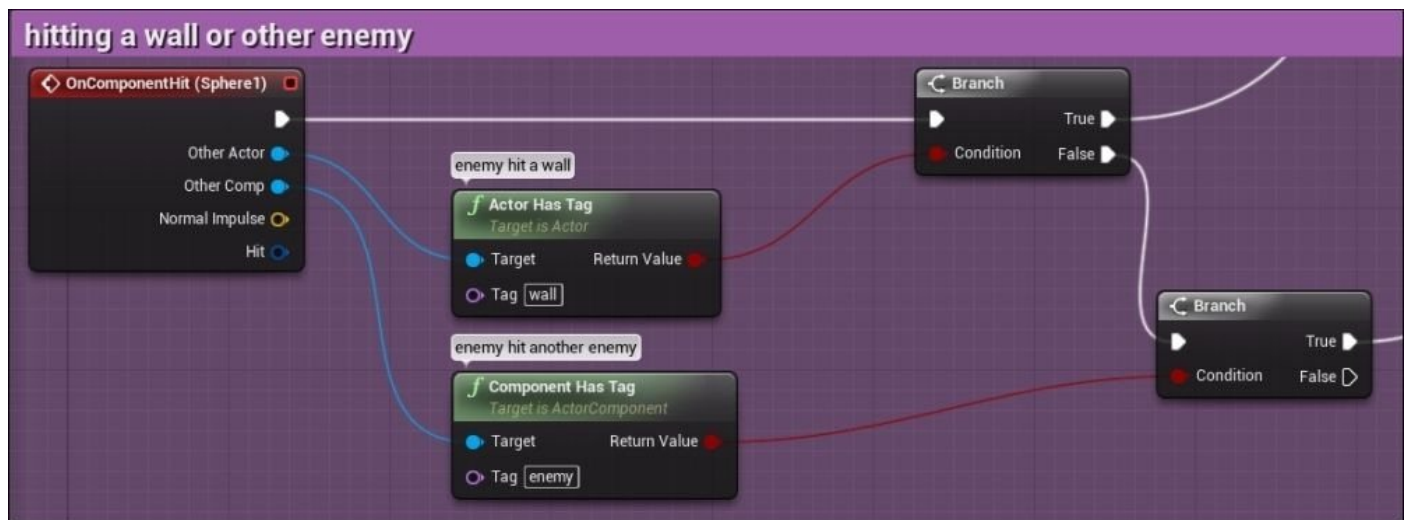 hitting a wall or other enemy
OnComponentHit (Sphere1)
Other Actor
Other Comp
Normal Impulse
Hit
enemy hit a wall
f Actor Has Tag
Target is Actor
Target Return Value
Tag wall
enemy hit another enemy
f Component Has Tag
Target is ActorComponent
Target Return Value
Tag enemy
Branch
True
Condition False
Branch
True
Condition False